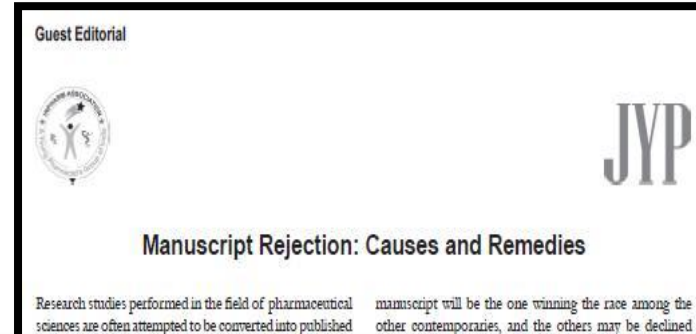 Guest Editorial
JYP
Manuscript Rejection: Causes and Remedies
Research studies performed in the field of pharmaceutical
sciences are often attempted to be converted into published
manuscript will be the one winning the race among the
other contemporaries, and the others may be declined